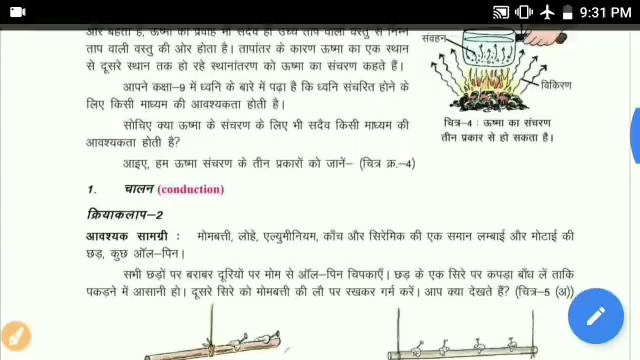 9:31 PM
और बहता है, ऊष्मा का प्रवाह भी सदैव ही उच्च ताप वाली वस्तु से निम्न
ताप वाली वस्तु की ओर होता है। तापांतर के कारण ऊष्मा का एक स्थान
से दूसरे स्थान तक हो रहे स्थानांतरण को ऊष्मा का संचरण कहते हैं।
आपने कक्षा-9 में ध्वनि के बारे में पढ़ा है कि ध्वनि संचरित होने के
लिए किसी माध्यम की आवश्यकता होती है।
सोचिए क्या ऊष्मा के संचरण के लिए भी सदैव किसी माध्यम की
आवश्यकता होती है?
आइए, हम ऊष्मा संचरण के तीन प्रकारों को जानें– (चित्र क्र.-4)
संवहन
विकिरण
चित्र-4 : ऊष्मा का संचरण
तीन प्रकार से हो सकता है।
1. चालन (conduction)
क्रियाकलाप-2
आवश्यक सामग्री : मोमबत्ती, लोहे, एल्युमीनियम, काँच और सिरेमिक की एक समान लम्बाई और मोटाई की
छड़, कुछ ऑल-पिन।
सभी छड़ों पर बराबर दूरियों पर मोम से ऑल-पिन चिपकाएँ। छड़ के एक सिरे पर कपड़ा बाँध लें ताकि
पकड़ने में आसानी हो। दूसरे सिरे को मोमबत्ती की लौ पर रखकर गर्म करें। आप क्या देखते हैं? (चित्र-5 (अ))